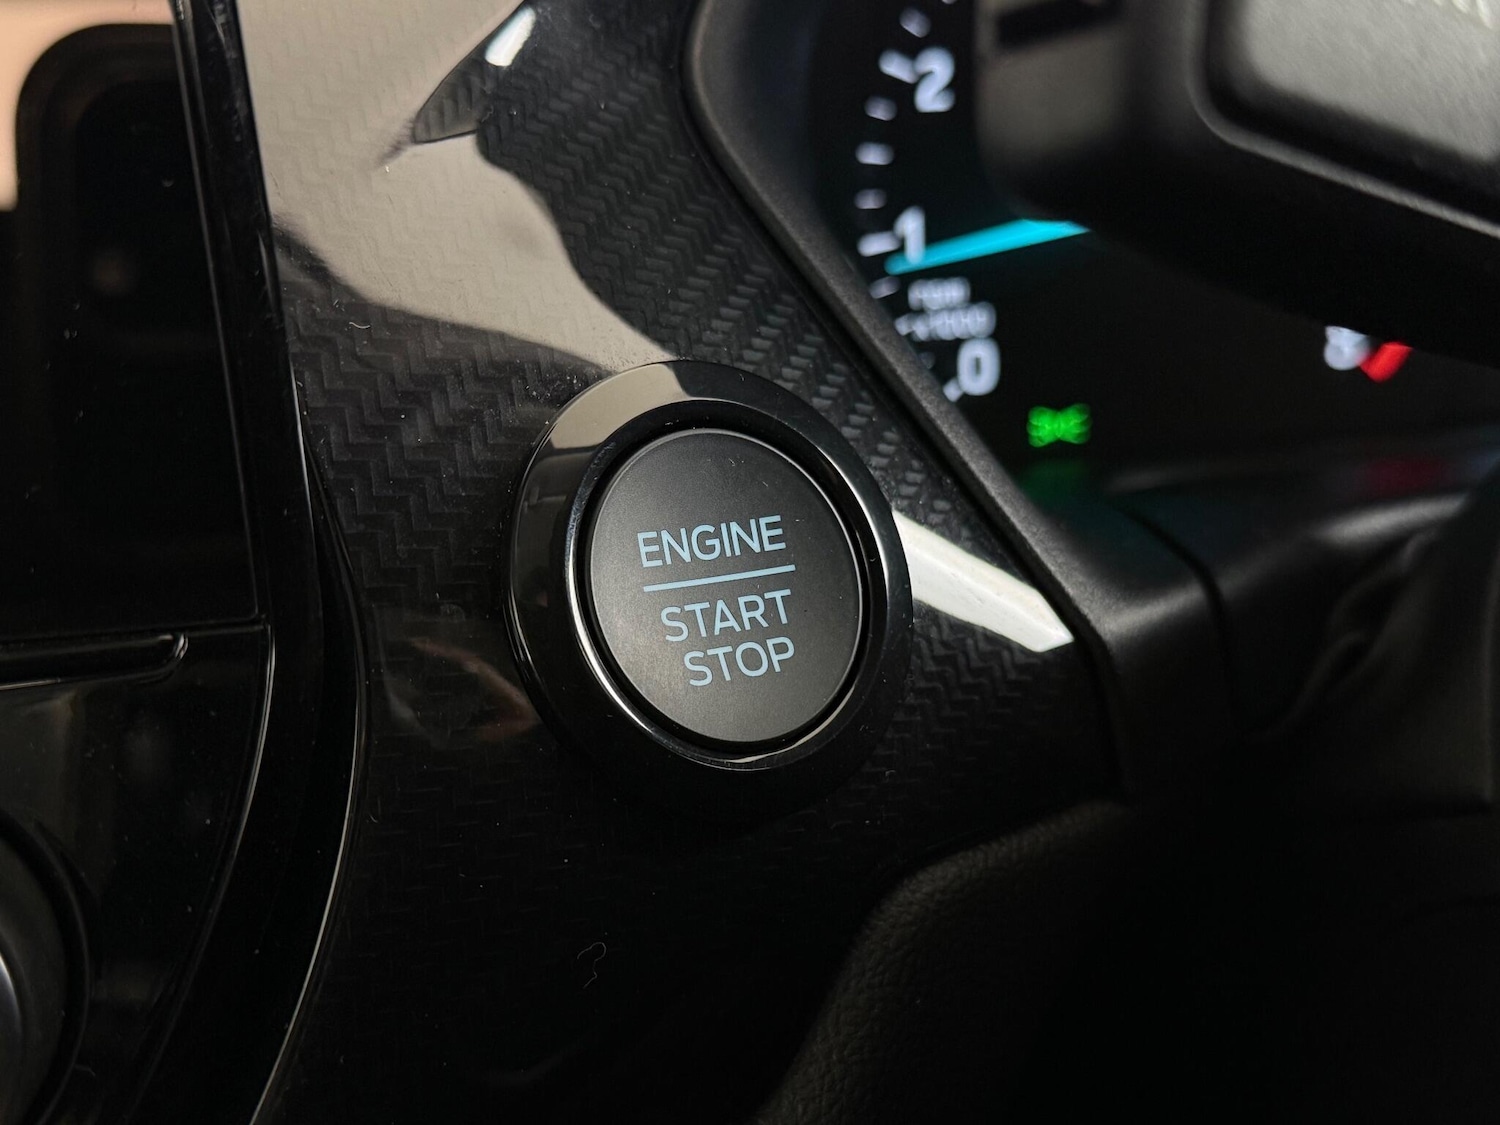 2
1
rpm
x1000
0
ENGINE
START
STOP